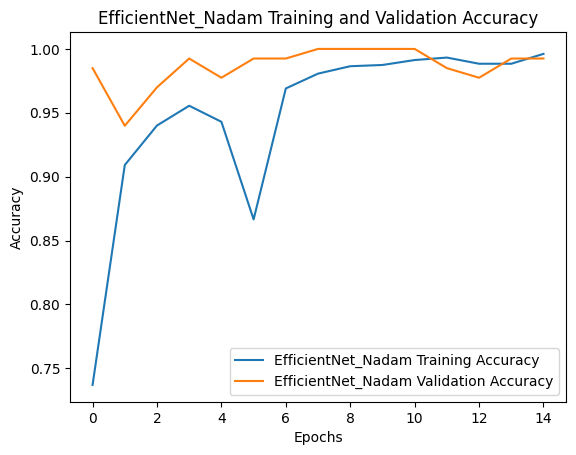 EfficientNet_Nadam Training and Validation Accuracy
1.00
0.95
0.90
0.85
0.80
0.75
Accuracy
EfficientNet_Nadam Training Accuracy
EfficientNet_Nadam Validation Accuracy
0 2 4 6 8 10 12 14
Epochs